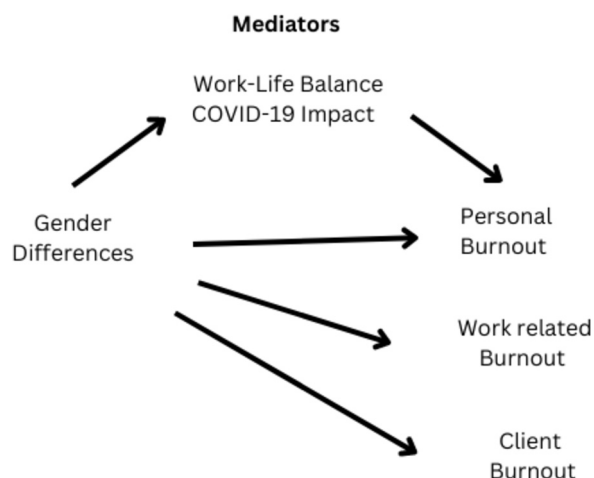 Mediators
Work-Life Balance
COVID-19 Impact
Gender
Differences
Personal
Burnout
Work related
Burnout
Client
Burnout